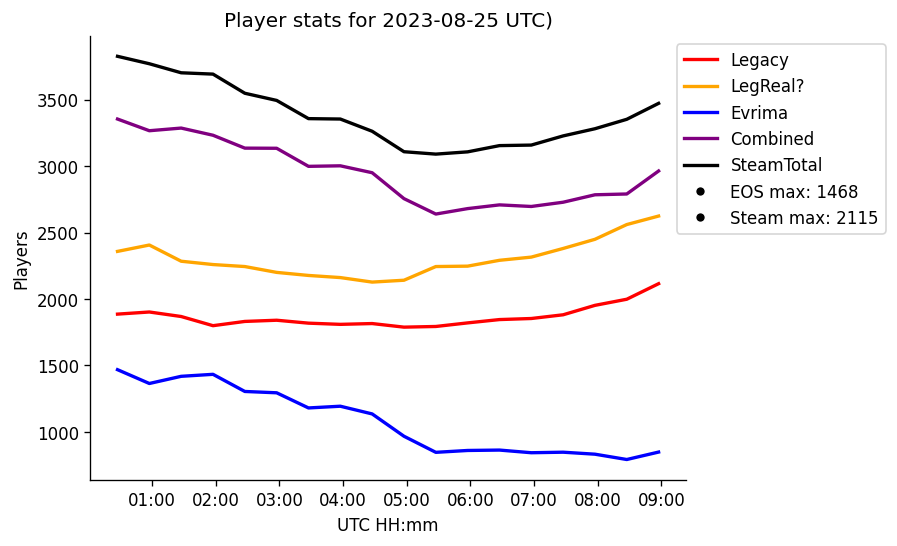 Player stats for 2023-08-25 UTC)
Legacy
LegReal?
Evrima
Combined
SteamTotal
EOS max: 1468
Steam max: 2115
Players
3500
3000
2500
2000
1500
1000
01:00 02:00 03:00 04:00 05:00 06:00 07:00 08:00 09:00
UTC HH:mm